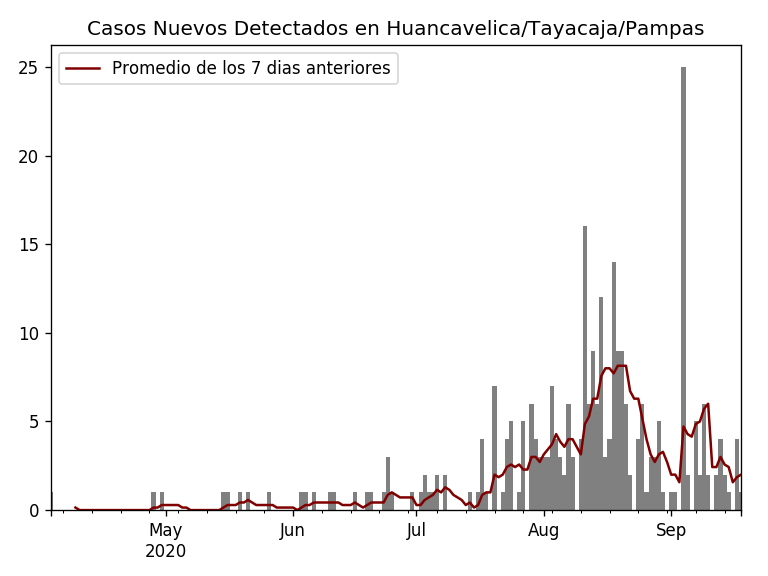 Casos Nuevos Detectados en Huancavelica/Tayacaja/Pampas
Promedio de los 7 dias anteriores
25
20
15
10
5
0
May
2020
Jun
Jul
Aug
Sep